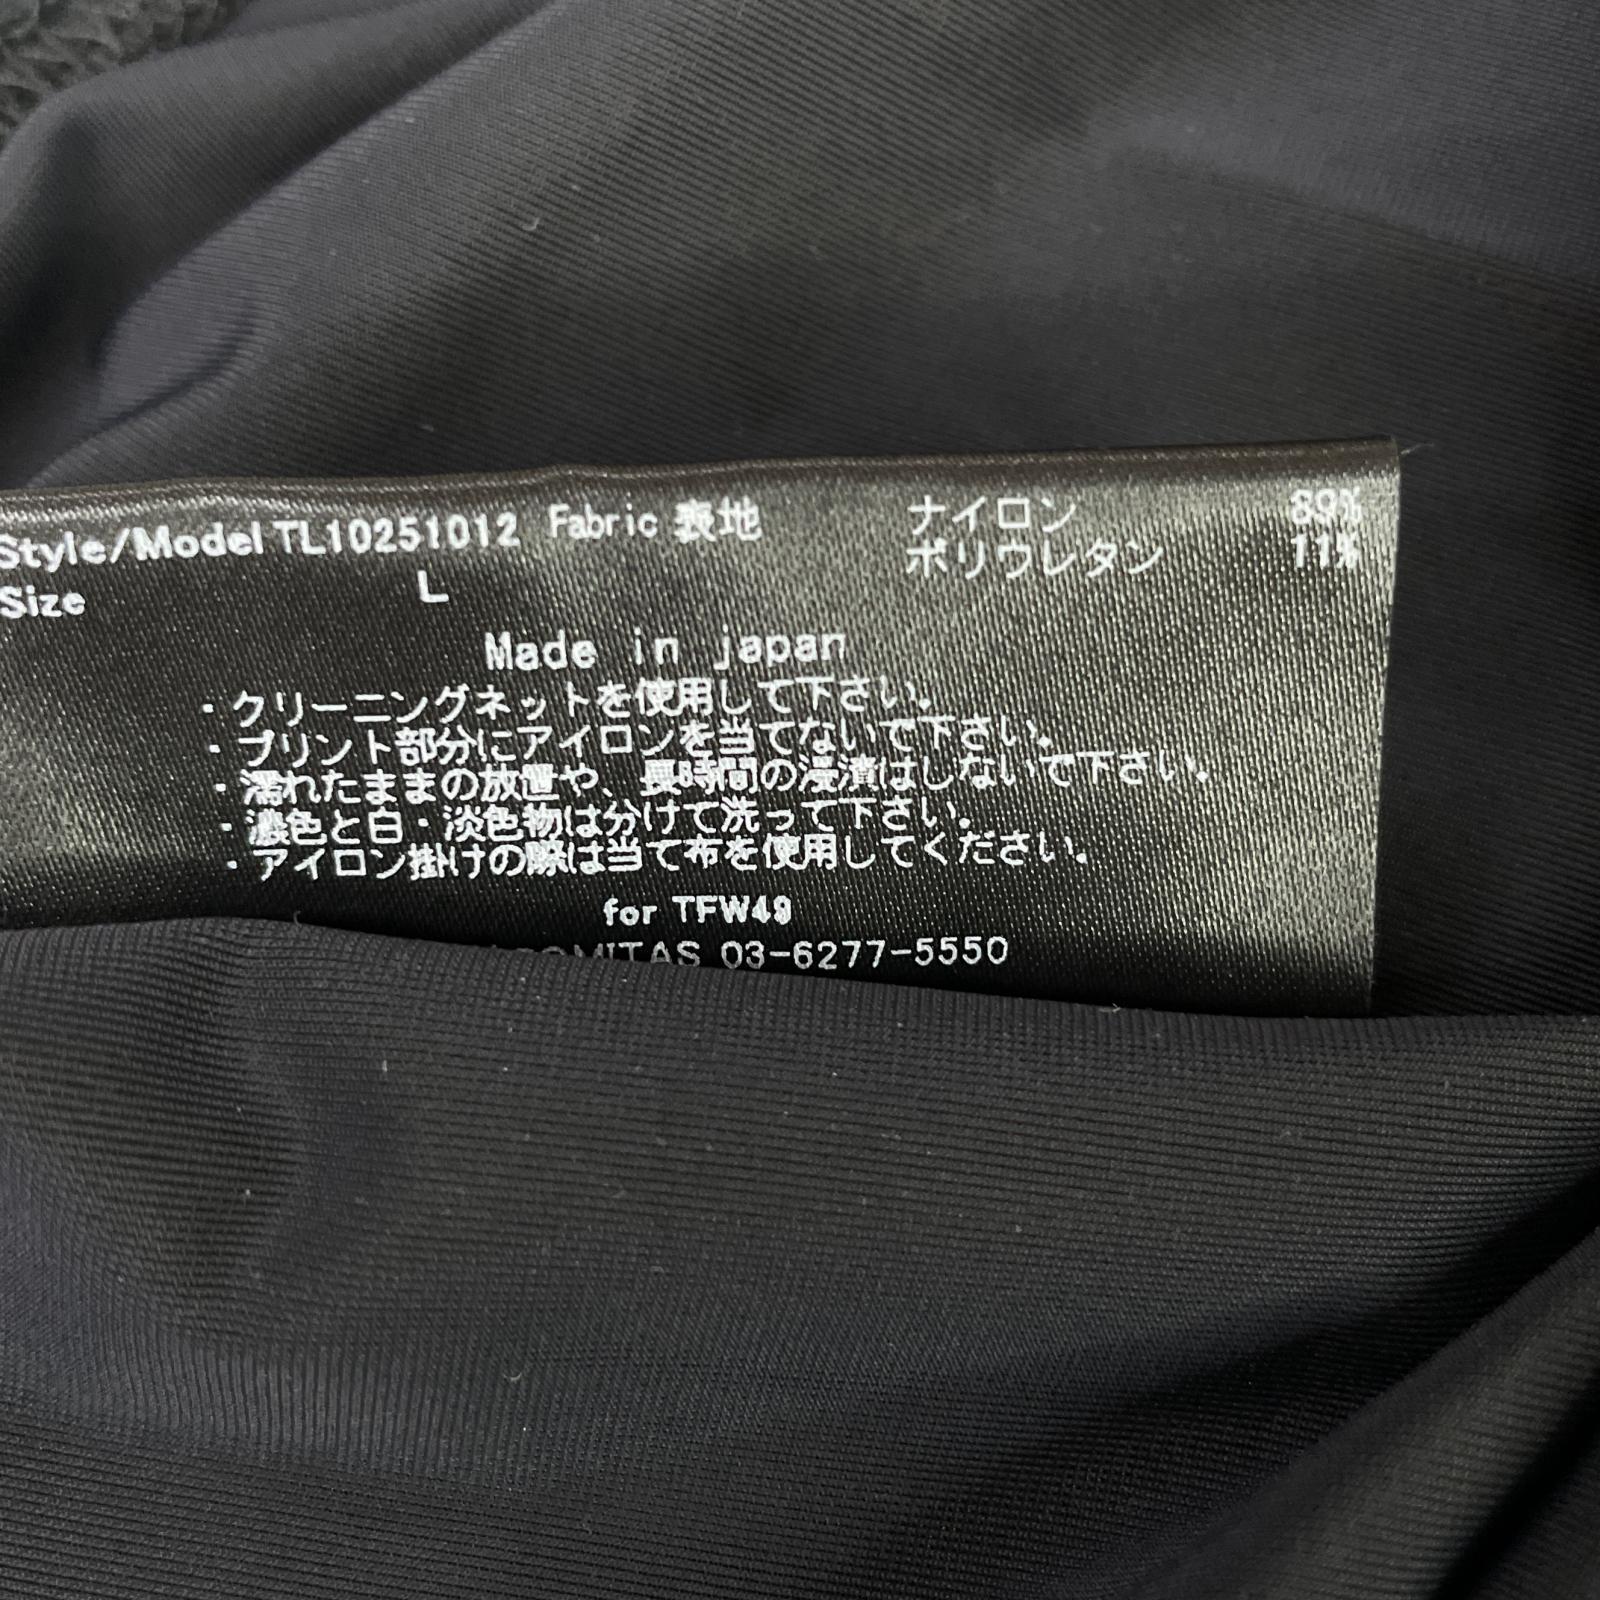 Style/Model TL10251012 Fabric 表地 ナイロン 89%
ポリウレタン 11%
Size L
Made in japan
・クリーニングネットを使用して下さい。
・プリント部分にアイロンを当てないで下さい。
・濡れたままの放置や、長時間の浸漬はしないで下さい。
・濃色と白・淡色物は分けて洗って下さい。
・アイロン掛けの際は当て布を使用してください。
for TFW49
03-6277-5550